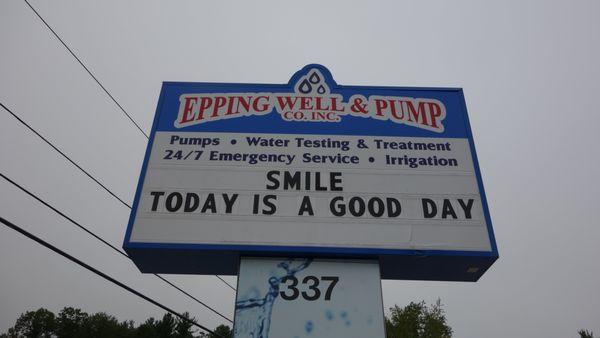 EPPING WELL & PUMP
CO. INC.
Pumps • Water Testing & Treatment
24/7 Emergency Service • Irrigation
SMILE
TODAY IS A GOOD DAY
337